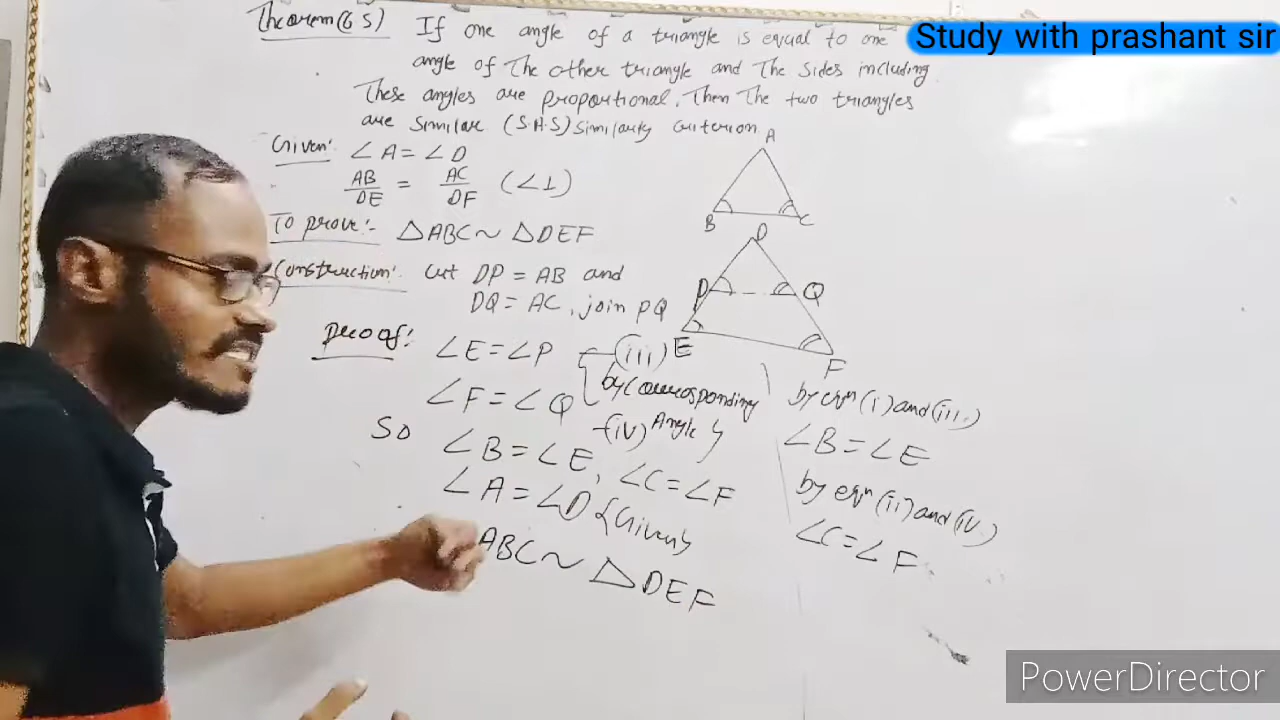 Study with prashant sir
Theorem(6.5) If one angle of a triangle is equal to one
angle of The other triangle and The sides including
These angles are proportional, Then The two triangles
are similar (S.A.S) Similarity criterion
Given: ∠A = ∠D
AB/DE = AC/DF (<1)
To prove:- △ABC ~ △DEF
Construction: cut DP = AB and
DQ = AC, join PQ
A
B C
D
P Q
E F
Proof: ∠E = ∠P (iii)
∠F = ∠Q (iv)
{by corresponding
Angle}
So ∠B = ∠E, ∠C = ∠F
∠A = ∠D {Given}
ABC ~ △DEF
by eqn (i) and (iii)
∠B = ∠E
by eqn (ii) and (iv)
∠C = ∠F
PowerDirector